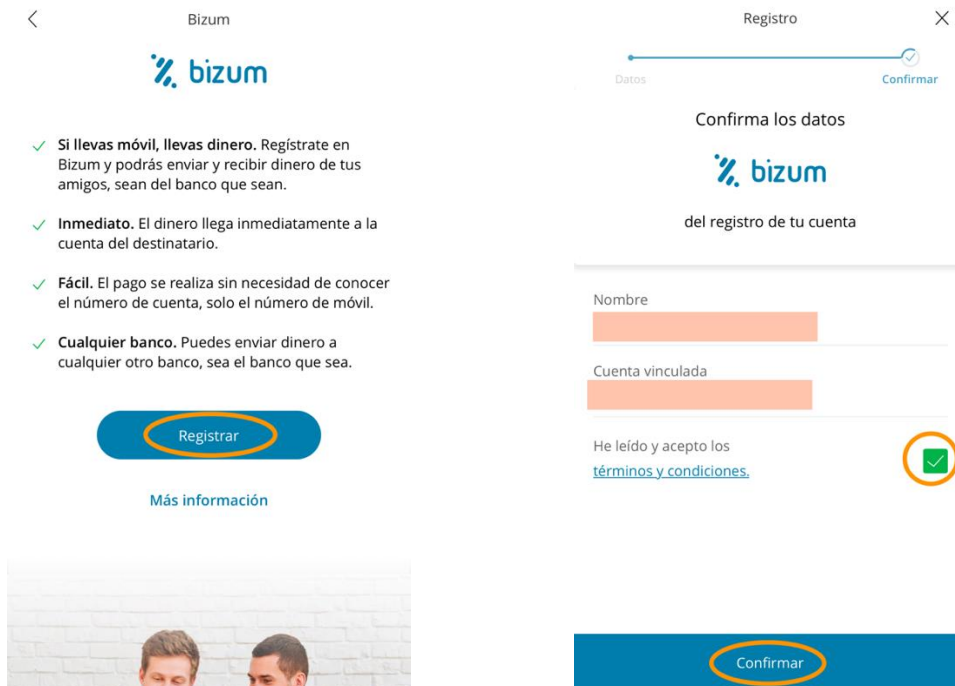 Bizum
bizum
Si llevas móvil, llevas dinero. Regístrate en
Bizum y podrás enviar y recibir dinero de tus
amigos, sean del banco que sean.
Inmediato. El dinero llega inmediatamente a la
cuenta del destinatario.
Fácil. El pago se realiza sin necesidad de conocer
el número de cuenta, solo el número de móvil.
Cualquier banco. Puedes enviar dinero a
cualquier otro banco, sea el banco que sea.
Registrar
Más información
Registro
Datos
Confirmar
Confirma los datos
bizum
del registro de tu cuenta
Nombre
Cuenta vinculada
He leído y acepto los
términos y condiciones.
Confirmar